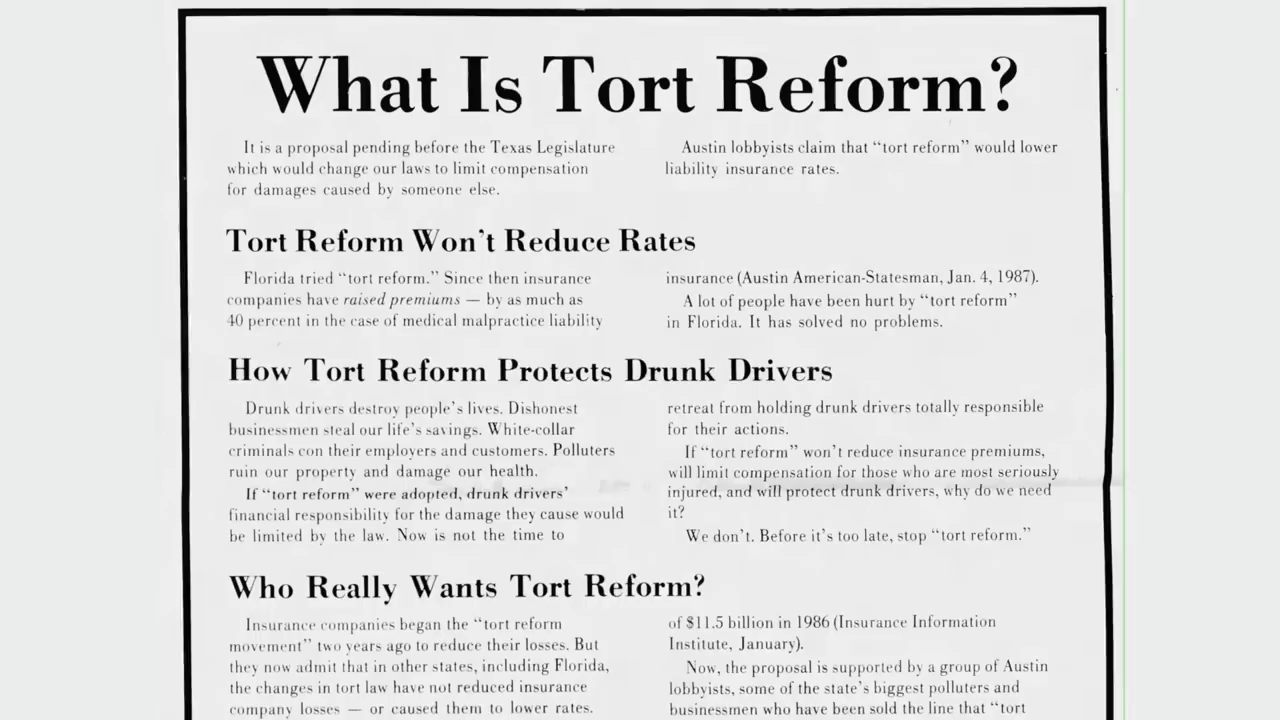 What Is Tort Reform?
It is a proposal pending before the Texas Legislature
which would change our laws to limit compensation
for damages caused by someone else.
Austin lobbyists claim that “tort reform” would lower
liability insurance rates.
Tort Reform Won’t Reduce Rates
Florida tried “tort reform.” Since then insurance
companies have raised premiums — by as much as
40 percent in the case of medical malpractice liability
insurance (Austin American-Statesman, Jan. 4, 1987).
A lot of people have been hurt by “tort reform”
in Florida. It has solved no problems.
How Tort Reform Protects Drunk Drivers
Drunk drivers destroy people’s lives. Dishonest
businessmen steal our life’s savings. White-collar
criminals con their employers and customers. Polluters
ruin our property and damage our health.
If “tort reform” were adopted, drunk drivers’
financial responsibility for the damage they cause would
be limited by the law. Now is not the time to
retreat from holding drunk drivers totally responsible
for their actions.
If “tort reform” won’t reduce insurance premiums,
will limit compensation for those who are most seriously
injured, and will protect drunk drivers, why do we need
it?
We don’t. Before it’s too late, stop “tort reform.”
Who Really Wants Tort Reform?
Insurance companies began the “tort reform
movement” two years ago to reduce their losses. But
they now admit that in other states, including Florida,
the changes in tort law have not reduced insurance
company losses — or caused them to lower rates.
of $11.5 billion in 1986 (Insurance Information
Institute, January).
Now, the proposal is supported by a group of Austin
lobbyists, some of the state’s biggest polluters and
businessmen who have been sold the line that “tort